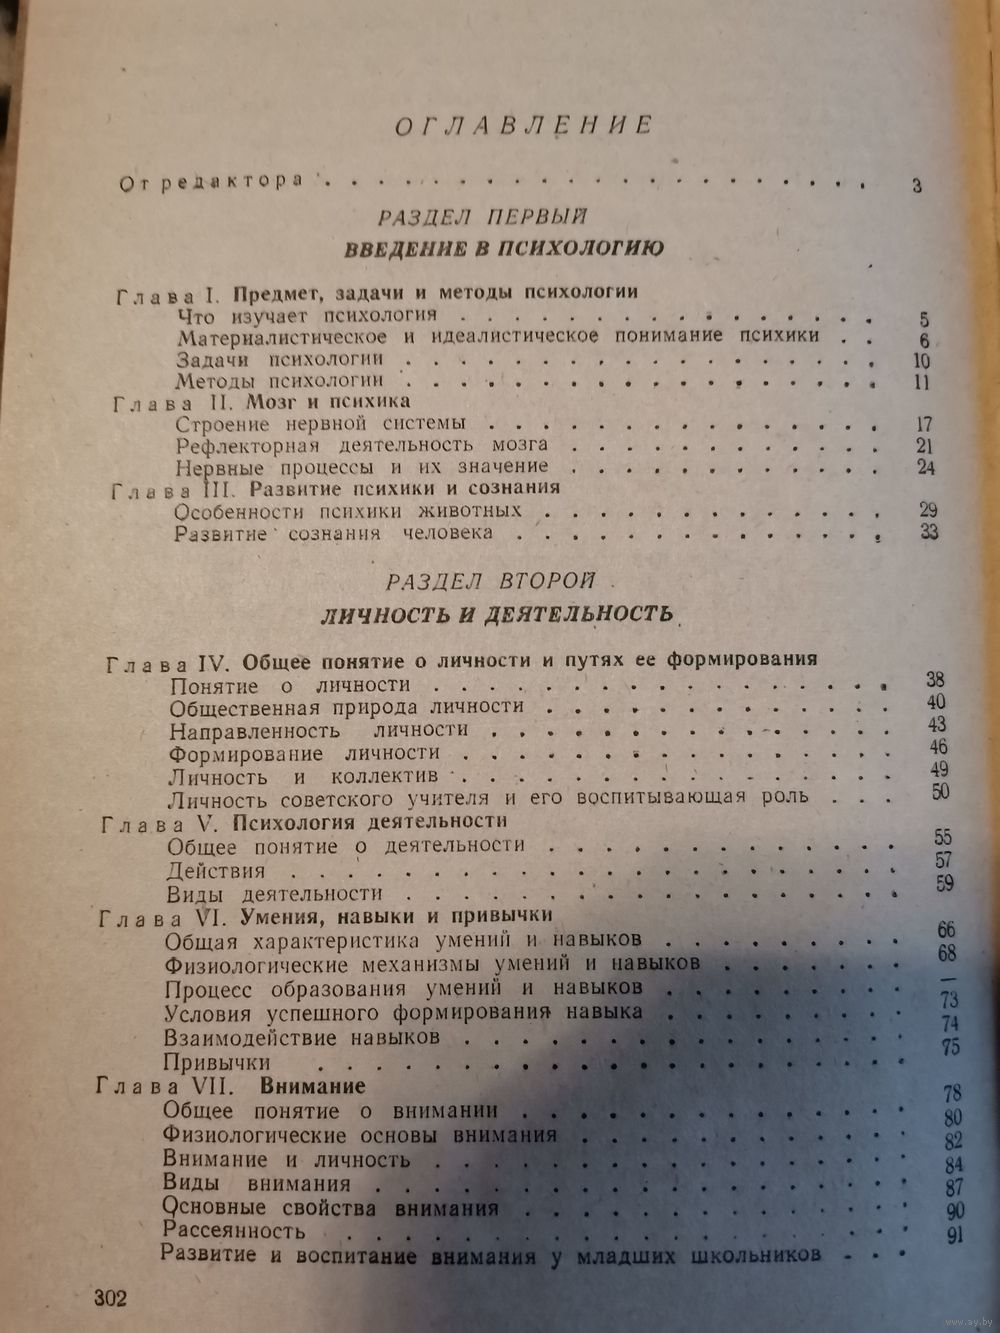 ОГЛАВЛЕНИЕ
От редактора . . . . . . . . . . . . . . . . . . . . . 3
РАЗДЕЛ ПЕРВЫЙ
ВВЕДЕНИЕ В ПСИХОЛОГИЮ
Глава I. Предмет, задачи и методы психологии
Что изучает психология . . . . . . . . . . . . . . . . 5
Материалистическое и идеалистическое понимание психики . . 6
Задачи психологии . . . . . . . . . . . . . . . . . . 10
Методы психологии . . . . . . . . . . . . . . . . . . 11
Глава II. Мозг и психика
Строение нервной системы . . . . . . . . . . . . . . . 17
Рефлекторная деятельность мозга . . . . . . . . . . . . 21
Нервные процессы и их значение . . . . . . . . . . . . 24
Глава III. Развитие психики и сознания
Особенности психики животных . . . . . . . . . . . . . 29
Развитие сознания человека . . . . . . . . . . . . . . 33
РАЗДЕЛ ВТОРОЙ
ЛИЧНОСТЬ И ДЕЯТЕЛЬНОСТЬ
Глава IV. Общее понятие о личности и путях ее формирования
Понятие о личности . . . . . . . . . . . . . . . . . 38
Общественная природа личности . . . . . . . . . . . . . 40
Направленность личности . . . . . . . . . . . . . . . 43
Формирование личности . . . . . . . . . . . . . . . . 46
Личность и коллектив . . . . . . . . . . . . . . . . 49
Личность советского учителя и его воспитывающая роль . . . 50
Глава V. Психология деятельности
Общее понятие о деятельности . . . . . . . . . . . . . 55
Действия . . . . . . . . . . . . . . . . . . . . . . 57
Виды деятельности . . . . . . . . . . . . . . . . . . 59
Глава VI. Умения, навыки и привычки
Общая характеристика умений и навыков . . . . . . . . . 66
Физиологические механизмы умений и навыков . . . . . . . 68
Процесс образования умений и навыков . . . . . . . . . —
Условия успешного формирования навыка . . . . . . . . . 73
Взаимодействие навыков . . . . . . . . . . . . . . . . 74
Привычки . . . . . . . . . . . . . . . . . . . . . 75
Глава VII. Внимание
Общее понятие о внимании . . . . . . . . . . . . . . 78
Физиологические основы внимания . . . . . . . . . . . . 80
Внимание и личность . . . . . . . . . . . . . . . . . 82
Виды внимания . . . . . . . . . . . . . . . . . . . 84
Основные свойства внимания . . . . . . . . . . . . . . 87
Рассеянность . . . . . . . . . . . . . . . . . . . . 90
Развитие и воспитание внимания у младших школьников . . . 91
302
www.ay.by